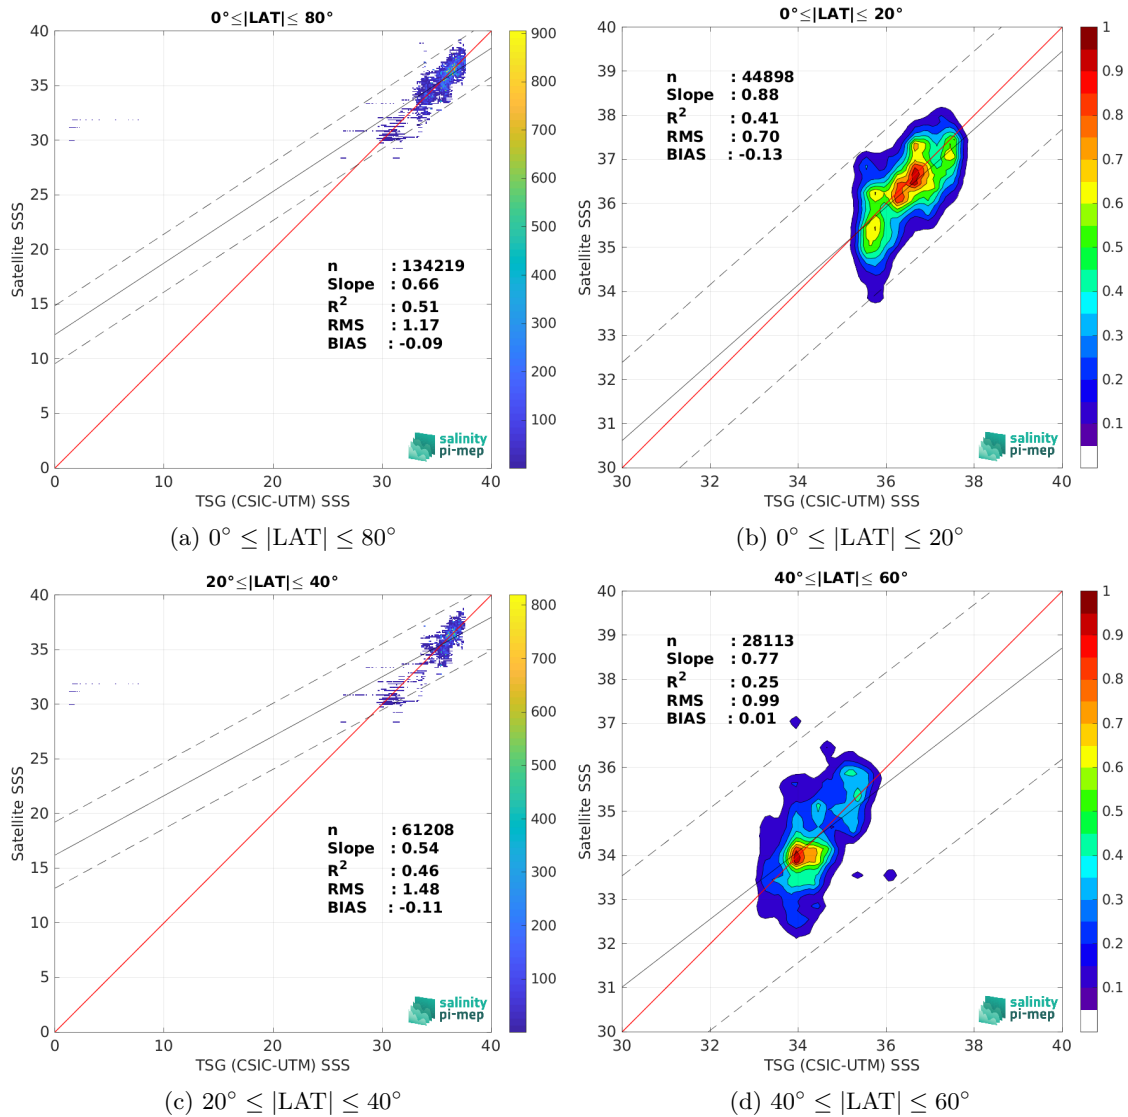 0°≤|LAT|≤ 80°
40
35
30
25
20
15
10
5
0
Satellite SSS
n : 134219
Slope : 0.66
R² : 0.51
RMS : 1.17
BIAS : -0.09
salinity
pi-mep
0 10 20 30 40
TSG (CSIC-UTM) SSS
900
800
700
600
500
400
300
200
100
(a) 0° ≤ |LAT| ≤ 80°
0°≤|LAT|≤ 20°
40
39
38
37
36
35
34
33
32
31
30
Satellite SSS
n : 44898
Slope : 0.88
R² : 0.41
RMS : 0.70
BIAS : -0.13
salinity
pi-mep
30 32 34 36 38 40
TSG (CSIC-UTM) SSS
1
0.9
0.8
0.7
0.6
0.5
0.4
0.3
0.2
0.1
(b) 0° ≤ |LAT| ≤ 20°
20°≤|LAT|≤ 40°
40
35
30
25
20
15
10
5
0
Satellite SSS
n : 61208
Slope : 0.54
R² : 0.46
RMS : 1.48
BIAS : -0.11
salinity
pi-mep
0 10 20 30 40
TSG (CSIC-UTM) SSS
800
700
600
500
400
300
200
100
(c) 20° ≤ |LAT| ≤ 40°
40°≤|LAT|≤ 60°
40
39
38
37
36
35
34
33
32
31
30
Satellite SSS
n : 28113
Slope : 0.77
R² : 0.25
RMS : 0.99
BIAS : 0.01
salinity
pi-mep
30 32 34 36 38 40
TSG (CSIC-UTM) SSS
1
0.9
0.8
0.7
0.6
0.5
0.4
0.3
0.2
0.1
(d) 40° ≤ |LAT| ≤ 60°